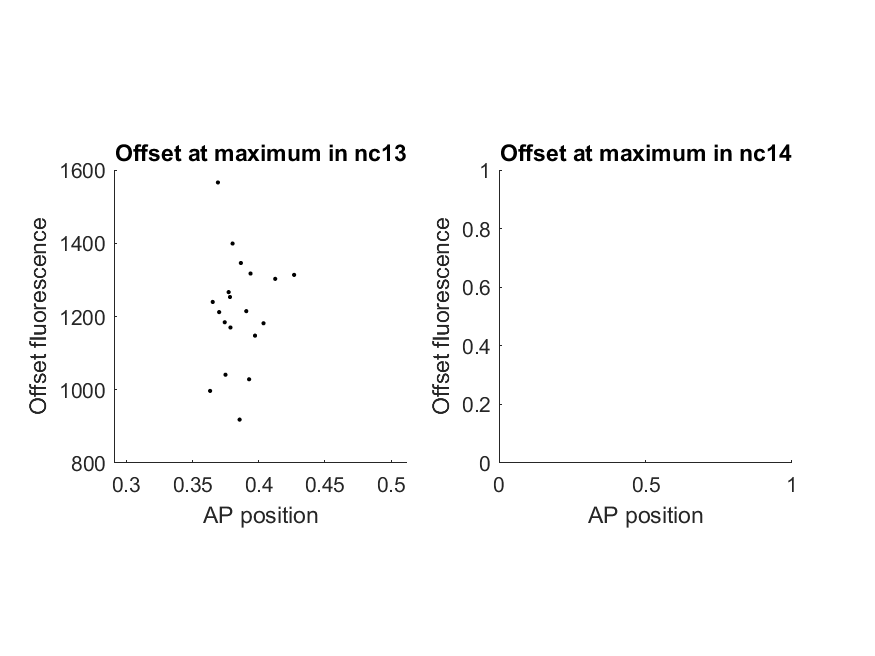 Offset at maximum in nc13
1600
1400
1200
1000
800
Offset fluorescence
0.3 0.35 0.4 0.45 0.5
AP position
Offset at maximum in nc14
1
0.8
0.6
0.4
0.2
0
Offset fluorescence
0 0.5 1
AP position